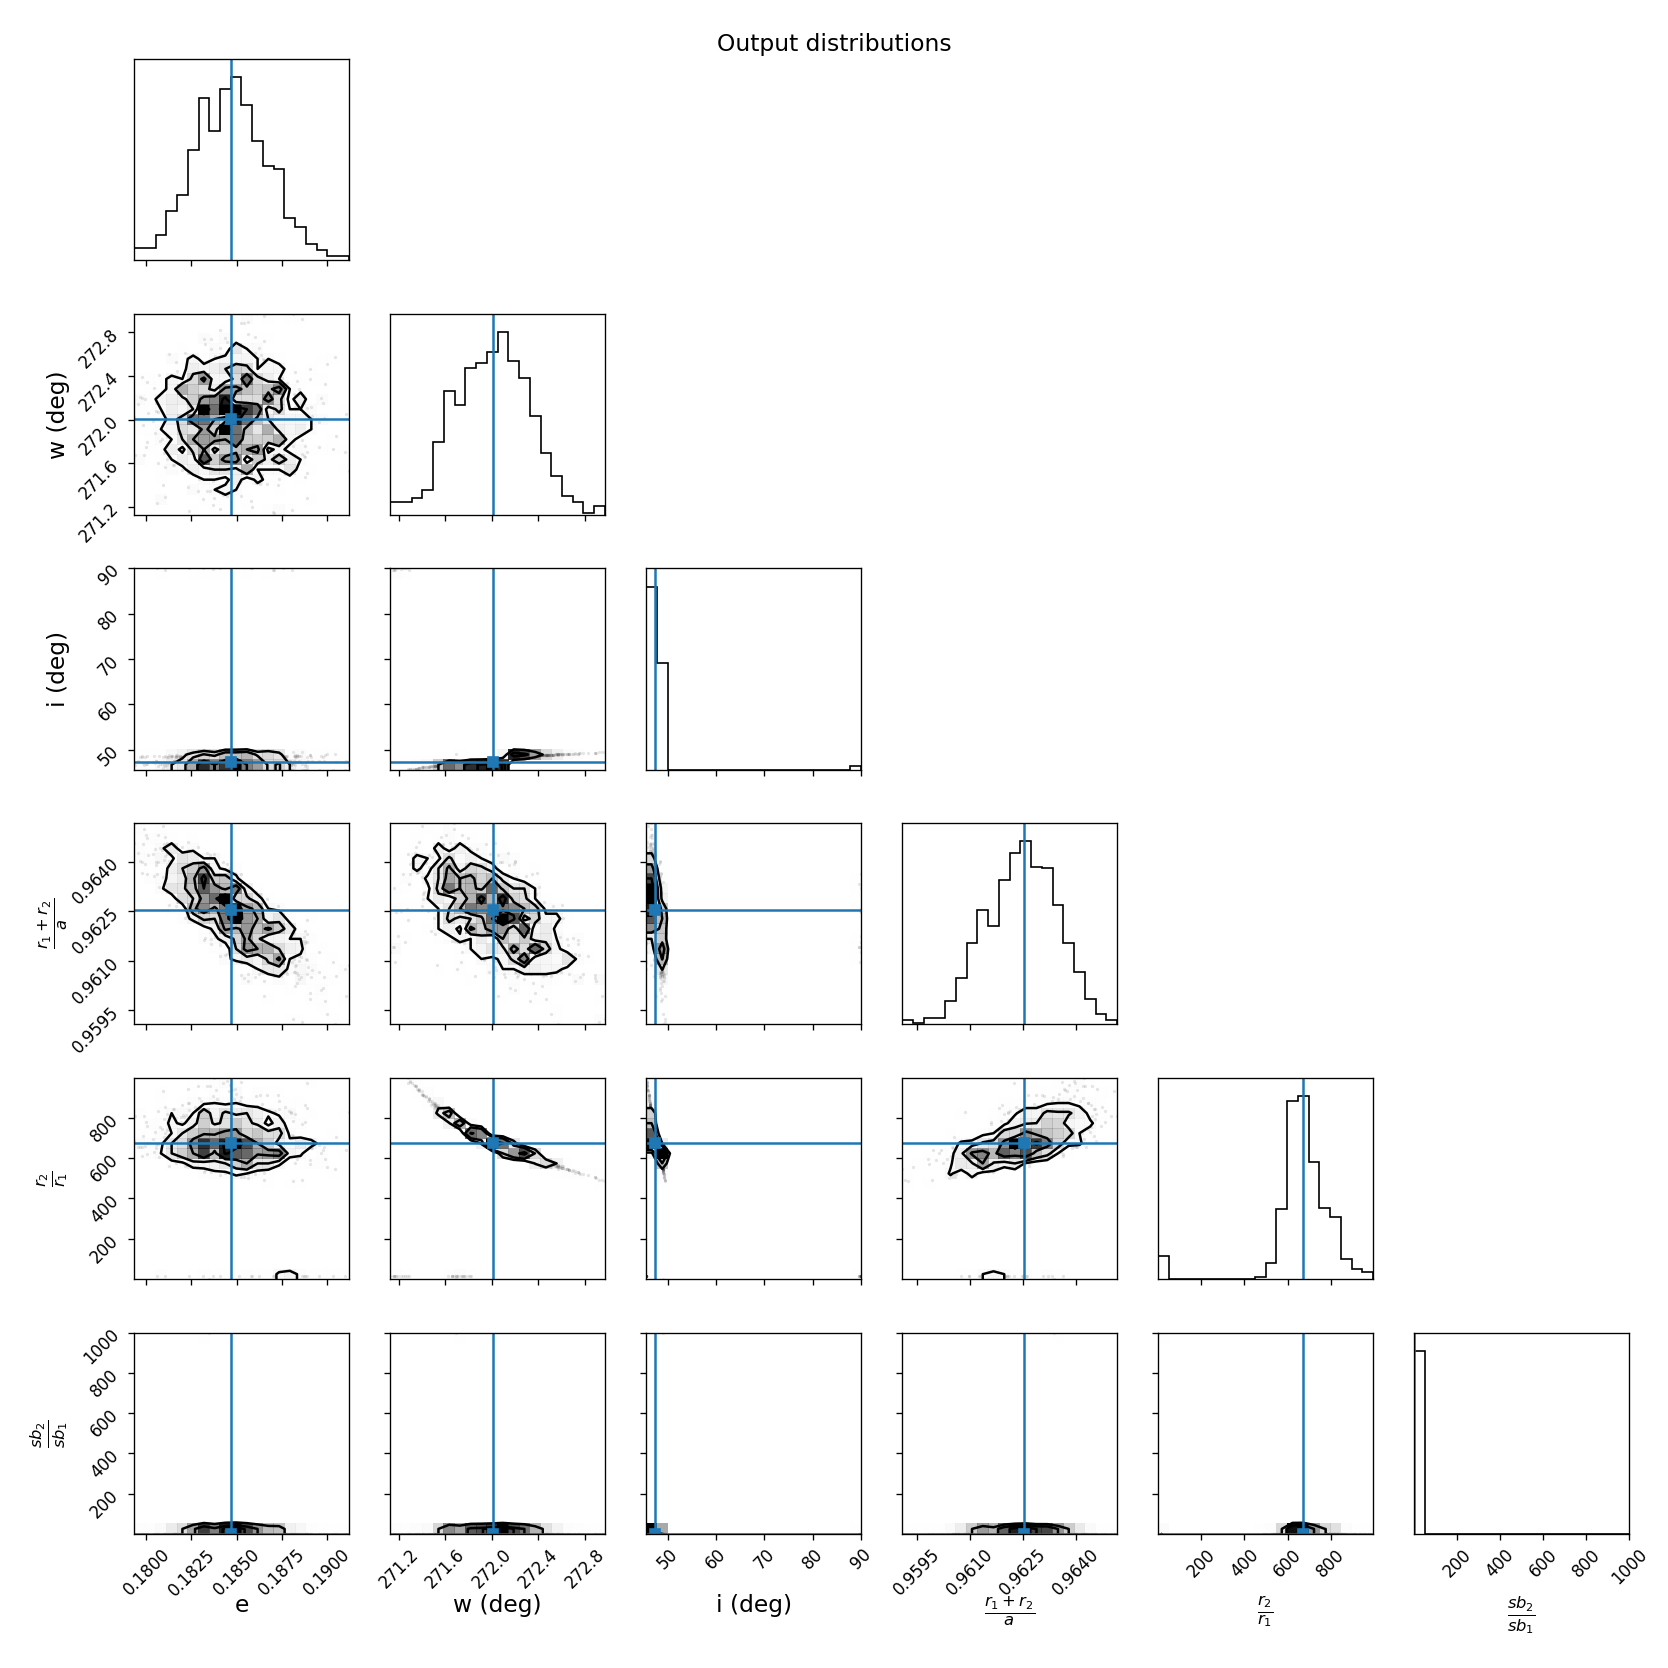 Output distributions
w (deg)
272.8
272.4
272.0
271.6
271.2
i (deg)
90
80
70
60
50
r₁ + r₂
a
0.9640
0.9625
0.9610
0.9595
r₂
r₁
800
600
400
200
sb₂
sb₁
1000
800
600
400
200
0.1800 0.1825 0.1850 0.1875 0.1900 271.2 271.6 272.0 272.4 272.8 50 60 70 80 90 0.9595 0.9610 0.9625 0.9640 200 400 600 800 200 400 600 800 1000
e w (deg) i (deg) r₁ + r₂ r₂ sb₂
a r₁ sb₁